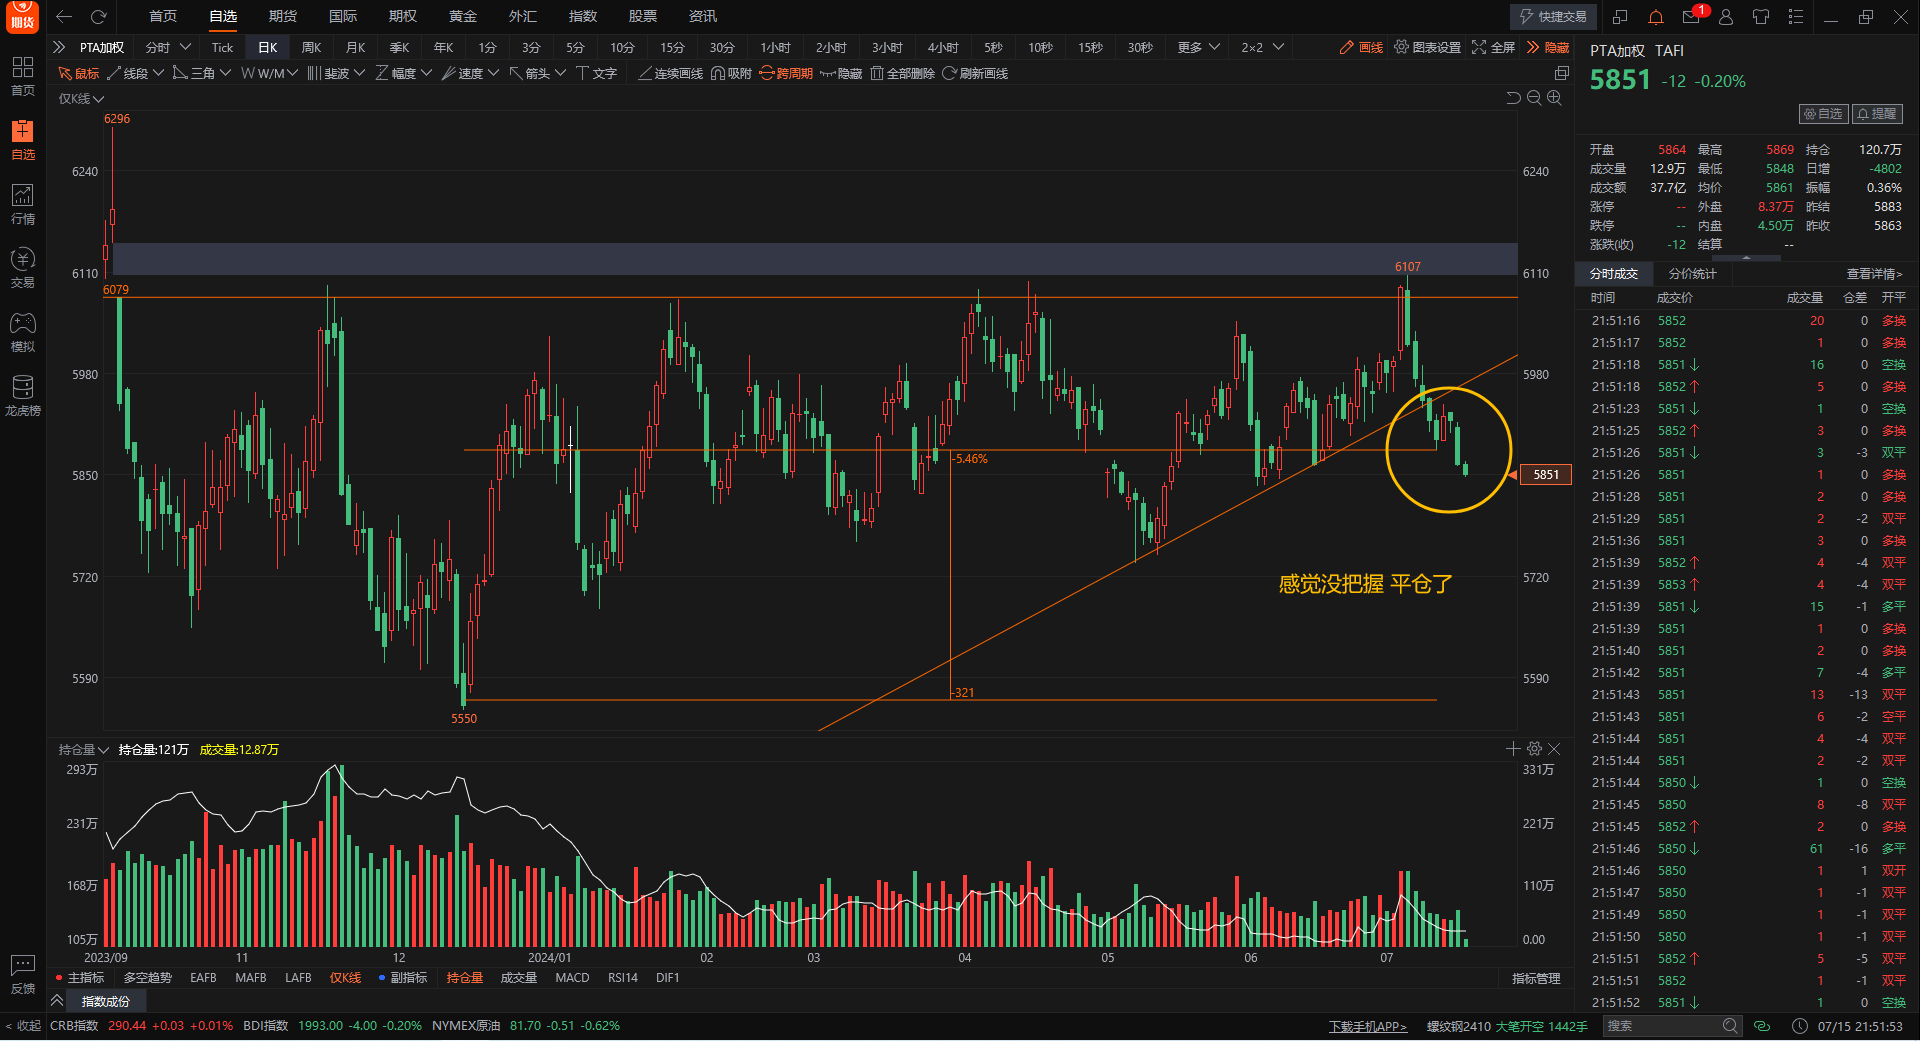 期货
首页 自选 期货 国际 期权 黄金 外汇 指数 股票 资讯
快捷交易 1
PTA加权 分时 Tick 日K 周K 月K 季K 年K 1分 3分 5分 10分 15分 30分 1小时 2小时 3小时 4小时 5秒 10秒 15秒 30秒 更多 2×2 画线 图表设置 全屏 隐藏
鼠标 线段 三角 W/M 斐波 幅度 速度 箭头 文字 连续画线 吸附 跨周期 隐藏 全部删除 刷新画线
首页
自选
行情
交易
模拟
龙虎榜
反馈
< 收起
仅K线
6296
6240 6240
6110 6107 6110
6079
5980 5980
-5.46%
5850 5851
感觉没把握 平仓了
5720 5720
5590 -321 5590
5550
持仓量 持仓量:121万 成交量:12.87万
293万 331万
231万 221万
168万 110万
105万 0.00
2023/09 11 12 2024/01 02 03 04 05 06 07
主指标 多空趋势 EAFB MAFB LAFB 仅K线 副指标 持仓量 成交量 MACD RSI14 DIF1 指标管理
指数成份
PTA加权 TAFI
5851 -12 -0.20%
自选 提醒
开盘 5864 最高 5869 持仓 120.7万
成交量 12.9万 最低 5848 日增 -4802
成交额 37.7亿 均价 5861 振幅 0.36%
涨停 -- 外盘 8.37万 昨结 5883
跌停 -- 内盘 4.50万 昨收 5863
涨跌(收) -12 结算 --
分时成交 分价统计 查看详情>
时间 成交价 成交量 仓差 开平
21:51:16 5852 20 0 多换
21:51:17 5852 1 0 多换
21:51:18 5851↓ 16 0 空换
21:51:18 5852↑ 5 0 多换
21:51:23 5851↓ 1 0 空换
21:51:25 5852↑ 3 0 多换
21:51:26 5851↓ 3 -3 双平
21:51:26 5851 1 0 多换
21:51:28 5851 2 0 多换
21:51:29 5851 2 -2 双平
21:51:36 5851 3 0 多换
21:51:39 5852↑ 4 -4 双平
21:51:39 5853↑ 4 -4 双平
21:51:39 5851↓ 15 -1 多平
21:51:39 5851 1 0 多换
21:51:40 5851 2 0 多换
21:51:42 5851 7 -4 多平
21:51:43 5851 13 -13 双平
21:51:43 5851 6 -2 空平
21:51:44 5851 4 -4 双平
21:51:44 5851 2 -2 双平
21:51:44 5850↓ 1 0 空换
21:51:45 5850 8 -8 双平
21:51:45 5852↑ 2 0 多换
21:51:46 5850↓ 61 -16 多平
21:51:46 5850 1 1 双开
21:51:47 5850 1 -1 双平
21:51:49 5850 1 -1 双平
21:51:50 5850 1 -1 双平
21:51:51 5852↑ 5 -5 双平
21:51:51 5852 1 -1 双平
21:51:52 5851↓ 1 0 空换
CRB指数 290.44 +0.03 +0.01% BDI指数 1993.00 -4.00 -0.20% NYMEX原油 81.70 -0.51 -0.62% 下载手机APP> 螺纹钢2410 大笔开空 1442手 搜索 07/15 21:51:53